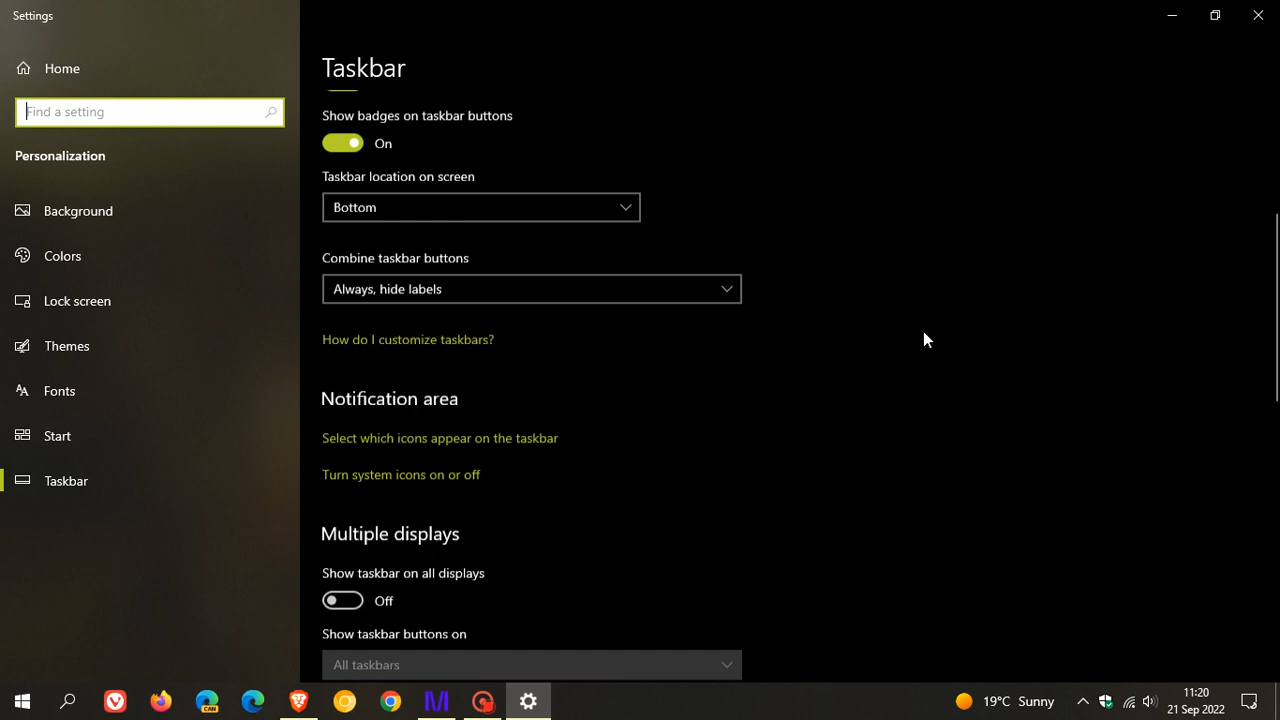 Settings
Home
Find a setting
Personalization
Background
Colors
Lock screen
Themes
Fonts
Start
Taskbar
Taskbar
Show badges on taskbar buttons
On
Taskbar location on screen
Bottom
Combine taskbar buttons
Always, hide labels
How do I customize taskbars?
Notification area
Select which icons appear on the taskbar
Turn system icons on or off
Multiple displays
Show taskbar on all displays
Off
Show taskbar buttons on
All taskbars
CAN
19°C Sunny
11:20
21 Sep 2022